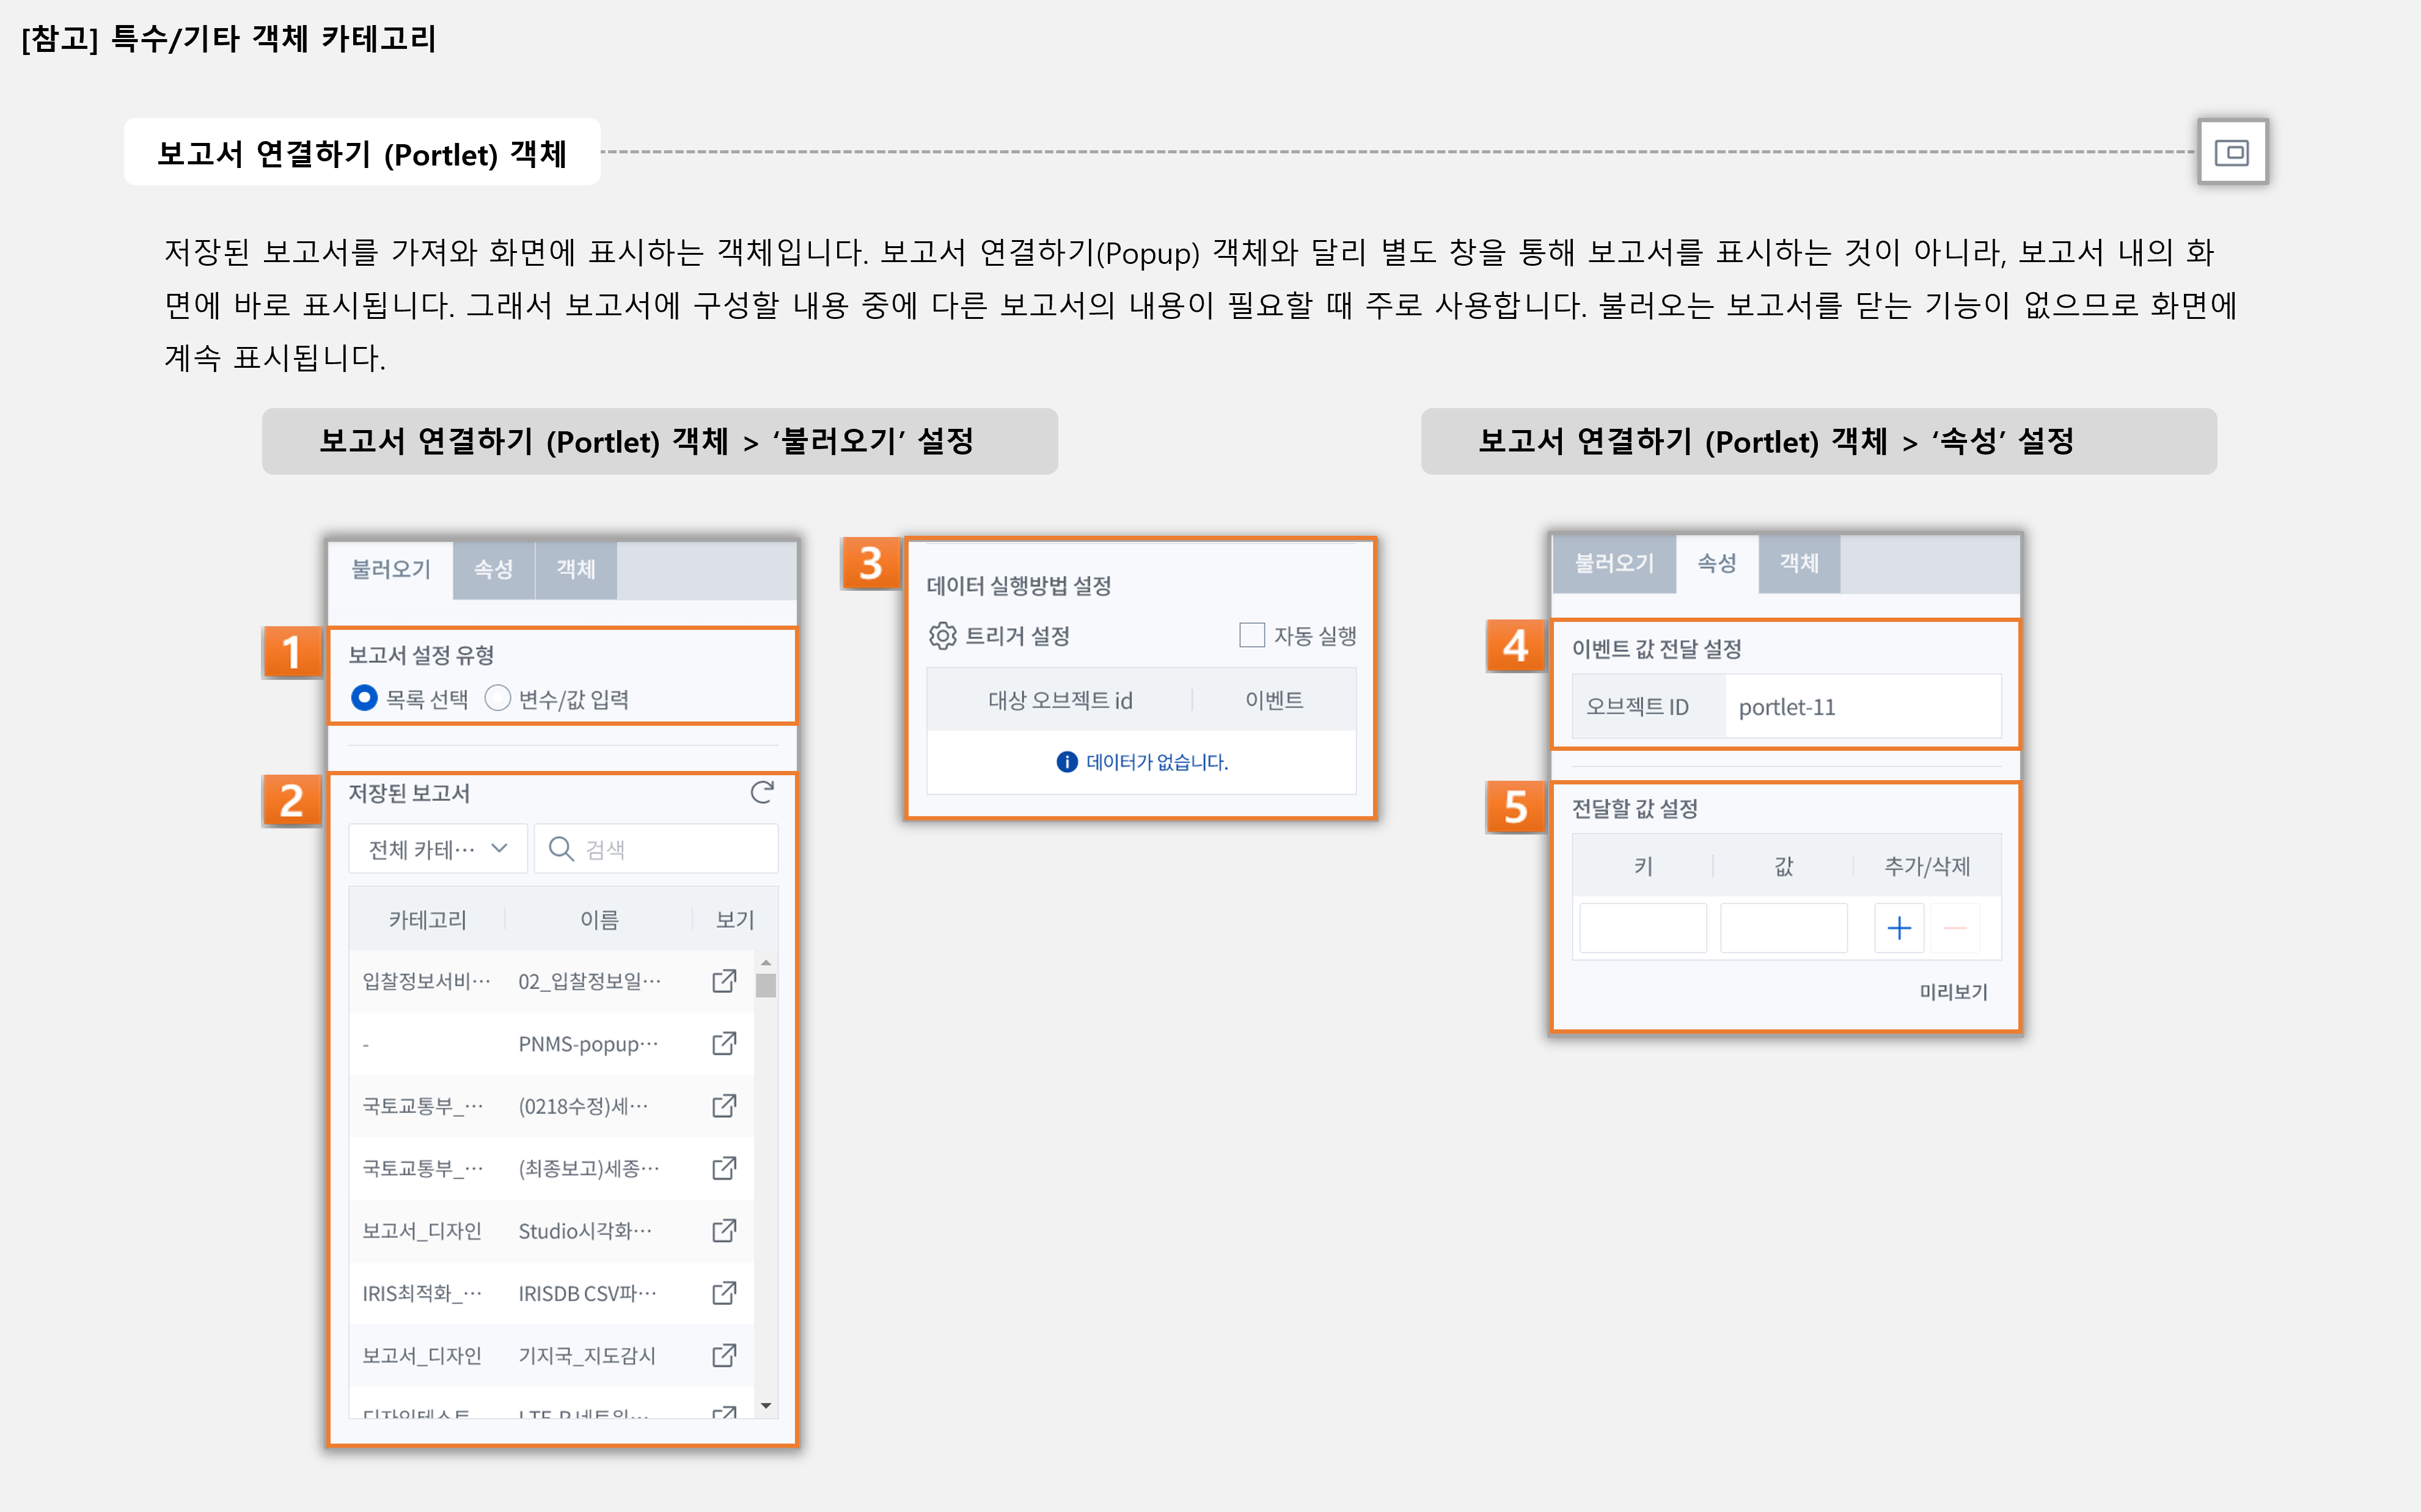 [참고] 특수/기타 객체 카테고리
보고서 연결하기 (Portlet) 객체
저장된 보고서를 가져와 화면에 표시하는 객체입니다. 보고서 연결하기(Popup) 객체와 달리 별도 창을 통해 보고서를 표시하는 것이 아니라, 보고서 내의 화
면에 바로 표시됩니다. 그래서 보고서에 구성할 내용 중에 다른 보고서의 내용이 필요할 때 주로 사용합니다. 불러오는 보고서를 닫는 기능이 없으므로 화면에
계속 표시됩니다.
보고서 연결하기 (Portlet) 객체 > ‘불러오기’ 설정
불러오기 속성 객체
1
보고서 설정 유형
목록 선택 변수/값 입력
2
저장된 보고서
전체 카테··· 검색
카테고리 이름 보기
입찰정보서비··· 02_입찰정보일···
- PNMS-popup···
국토교통부_··· (0218수정)세···
국토교통부_··· (최종보고)세종···
보고서_디자인 Studio시각화···
IRIS최적화_··· IRISDB CSV파···
보고서_디자인 기지국_지도감시
디자인테스트 LTE-R네트워···
3
데이터 실행방법 설정
트리거 설정 자동 실행
대상 오브젝트 id 이벤트
데이터가 없습니다.
보고서 연결하기 (Portlet) 객체 > ‘속성’ 설정
불러오기 속성 객체
4
이벤트 값 전달 설정
오브젝트 ID portlet-11
5
전달할 값 설정
키 값 추가/삭제
미리보기